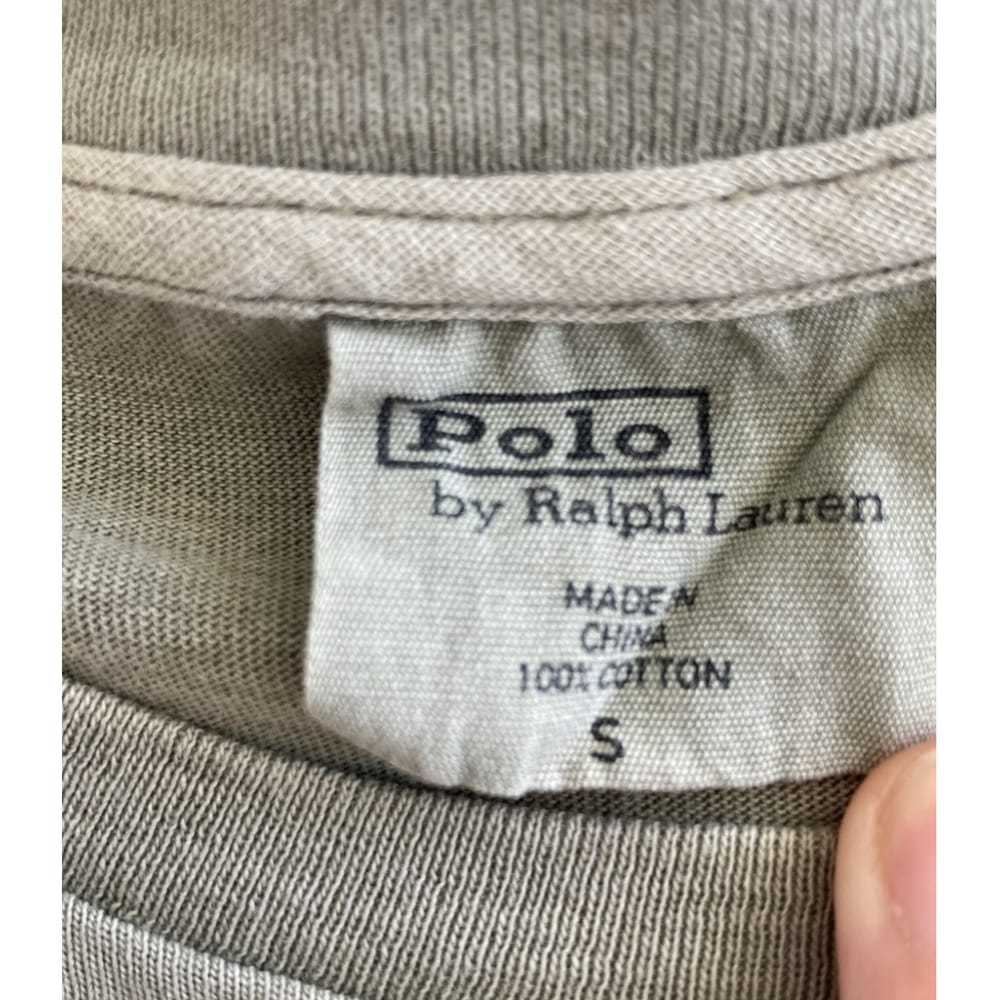 Polo
by Ralph Lauren
MADE IN
CHINA
100% COTTON
S